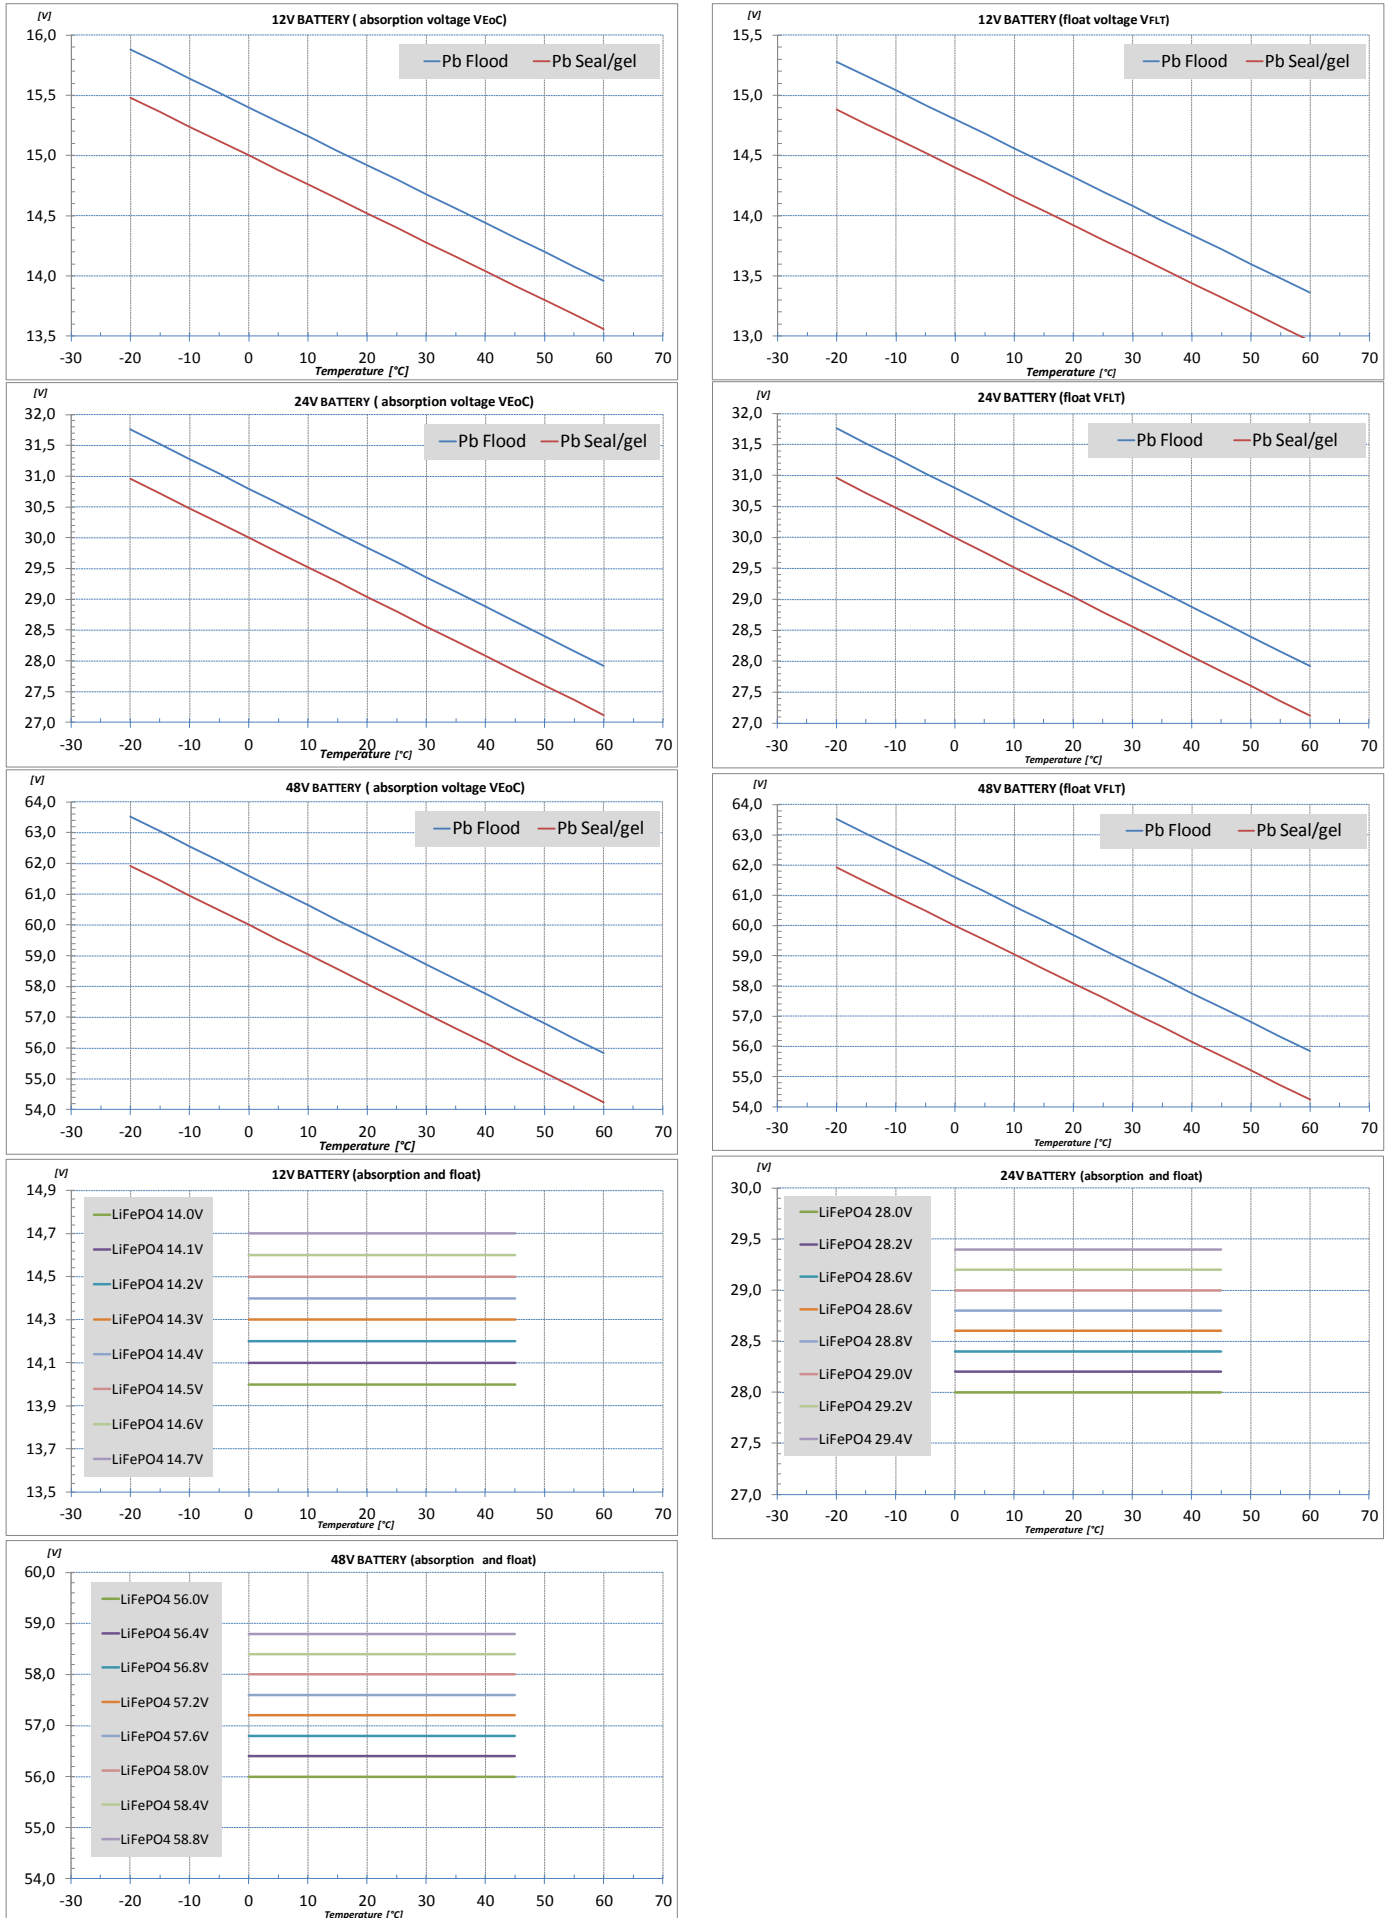 [V]
12V BATTERY ( absorption voltage VEoC)
Pb Flood Pb Seal/gel
16,0
15,5
15,0
14,5
14,0
13,5
-30 -20 -10 0 10 20 30 40 50 60 70
Temperature [°C]
[V]
12V BATTERY (float voltage VFLT)
Pb Flood Pb Seal/gel
15,5
15,0
14,5
14,0
13,5
13,0
-30 -20 -10 0 10 20 30 40 50 60 70
Temperature [°C]
[V]
24V BATTERY ( absorption voltage VEoC)
Pb Flood Pb Seal/gel
32,0
31,5
31,0
30,5
30,0
29,5
29,0
28,5
28,0
27,5
27,0
-30 -20 -10 0 10 20 30 40 50 60 70
Temperature [°C]
[V]
24V BATTERY (float VFLT)
Pb Flood Pb Seal/gel
32,0
31,5
31,0
30,5
30,0
29,5
29,0
28,5
28,0
27,5
27,0
-30 -20 -10 0 10 20 30 40 50 60 70
Temperature [°C]
[V]
48V BATTERY ( absorption voltage VEoC)
Pb Flood Pb Seal/gel
64,0
63,0
62,0
61,0
60,0
59,0
58,0
57,0
56,0
55,0
54,0
-30 -20 -10 0 10 20 30 40 50 60 70
Temperature [°C]
[V]
48V BATTERY (float VFLT)
Pb Flood Pb Seal/gel
64,0
63,0
62,0
61,0
60,0
59,0
58,0
57,0
56,0
55,0
54,0
-30 -20 -10 0 10 20 30 40 50 60 70
Temperature [°C]
[V]
12V BATTERY (absorption and float)
14,9
14,7
14,5
14,3
14,1
13,9
13,7
13,5
LiFePO4 14.0V
LiFePO4 14.1V
LiFePO4 14.2V
LiFePO4 14.3V
LiFePO4 14.4V
LiFePO4 14.5V
LiFePO4 14.6V
LiFePO4 14.7V
-30 -20 -10 0 10 20 30 40 50 60 70
Temperature [°C]
[V]
24V BATTERY (absorption and float)
30,0
29,5
29,0
28,5
28,0
27,5
27,0
LiFePO4 28.0V
LiFePO4 28.2V
LiFePO4 28.6V
LiFePO4 28.6V
LiFePO4 28.8V
LiFePO4 29.0V
LiFePO4 29.2V
LiFePO4 29.4V
-30 -20 -10 0 10 20 30 40 50 60 70
Temperature [°C]
[V]
48V BATTERY (absorption and float)
60,0
59,0
58,0
57,0
56,0
55,0
54,0
LiFePO4 56.0V
LiFePO4 56.4V
LiFePO4 56.8V
LiFePO4 57.2V
LiFePO4 57.6V
LiFePO4 58.0V
LiFePO4 58.4V
LiFePO4 58.8V
-30 -20 -10 0 10 20 30 40 50 60 70
Temperature [°C]